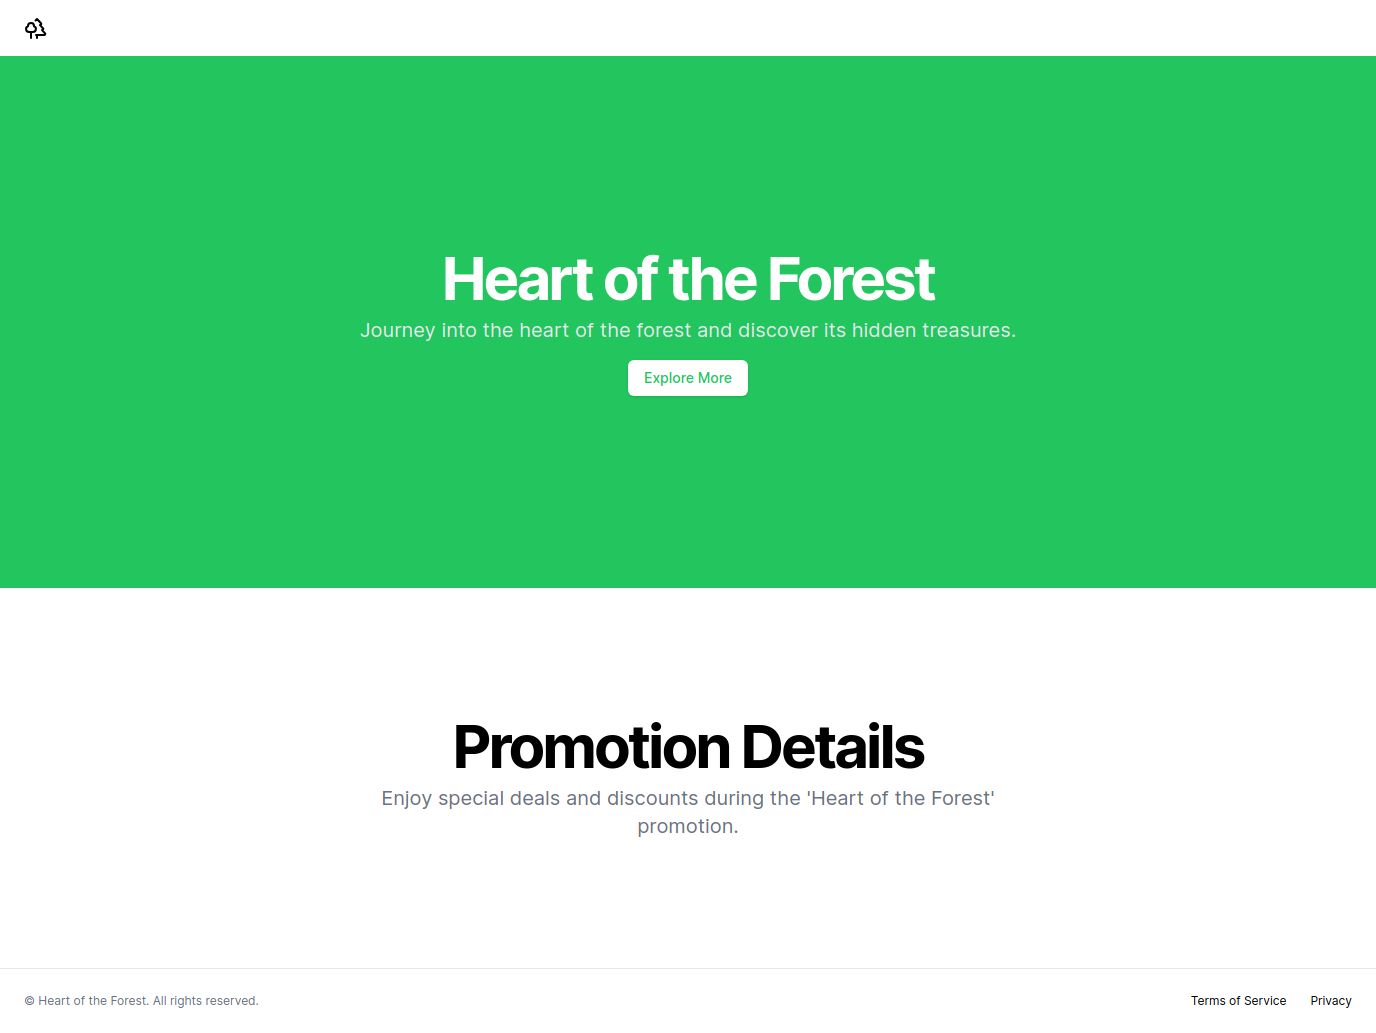 Heart of the Forest
Journey into the heart of the forest and discover its hidden treasures.
Explore More
Promotion Details
Enjoy special deals and discounts during the 'Heart of the Forest'
promotion.
© Heart of the Forest. All rights reserved.
Terms of Service
Privacy